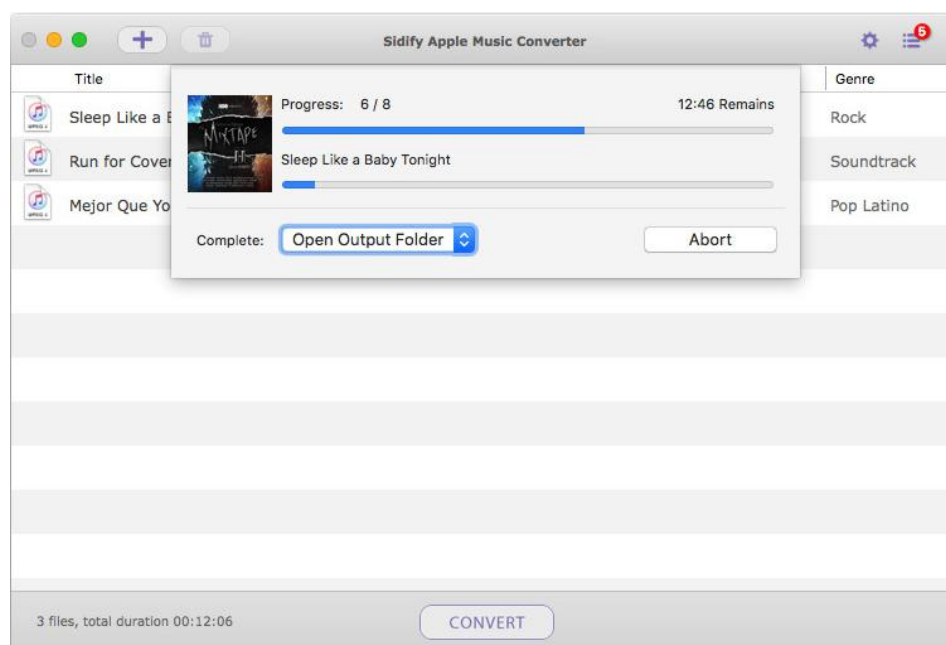 Sidify Apple Music Converter
5
Title
Genre
Sleep Like a B
Rock
Run for Cover
Soundtrack
Mejor Que Yo
Pop Latino
MIXTAPE
II
Progress: 6 / 8
12:46 Remains
Sleep Like a Baby Tonight
Complete:
Open Output Folder
Abort
3 files, total duration 00:12:06
CONVERT